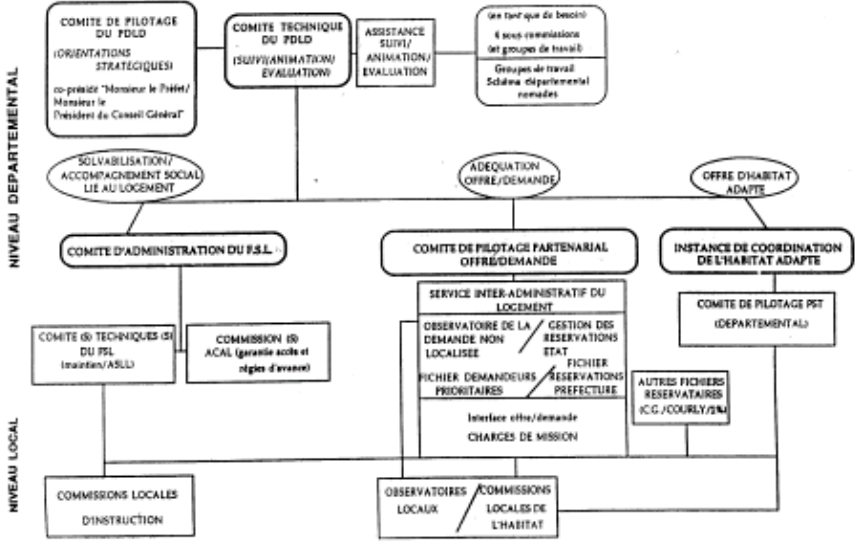 COMITE DE PILOTAGE
DU PDLD
(ORIENTATIONS
STRATÉGIQUES)
co-présidé "Monsieur le Préfet/
Monsieur le
Président du Conseil Général"
COMITE TECHNIQUE
DU PDLD
(SUIVI/ANIMATION/
EVALUATION)
ASSISTANCE
SUIVI/
ANIMATION/
EVALUATION
(en tant que de besoin)
6 sous commissions
(et groupes de travail)
Groupes de travail
Schéma départemental
nomades
NIVEAU DEPARTEMENTAL
SOLVABILISATION/
ACCOMPAGNEMENT SOCIAL
LIE AU LOGEMENT
ADEQUATION
OFFRE/DEMANDE
OFFRE D'HABITAT
ADAPTE
COMITE D'ADMINISTRATION DU F.S.L.
COMITE DE PILOTAGE PARTENARIAL
OFFRE/DEMANDE
INSTANCE DE COORDINATION
DE L'HABITAT ADAPTE
SERVICE INTER-ADMINISTRATIF DU
LOGEMENT
OBSERVATOIRE DE LA
DEMANDE NON
LOCALISEE
/ GESTION DES
RESERVATIONS
ETAT
FICHIER DEMANDEURS
PRIORITAIRES
/ FICHIER
RESERVATIONS
PREFECTURE
Interface offre/demande
CHARGES DE MISSION
COMITE DE PILOTAGE PST
(DEPARTEMENTAL)
COMITE (S) TECHNIQUES (S)
DU FSL
(maintien/ASLL)
COMMISSION (S)
ACAL (garantie accès et
règles d'avance)
AUTRES FICHIERS
RESERVATAIRES
(C.G./COURLY/1%)
NIVEAU LOCAL
COMMISSIONS LOCALES
D'INSTRUCTION
OBSERVATOIRES
LOCAUX
/ COMMISSIONS
LOCALES DE
L'HABITAT